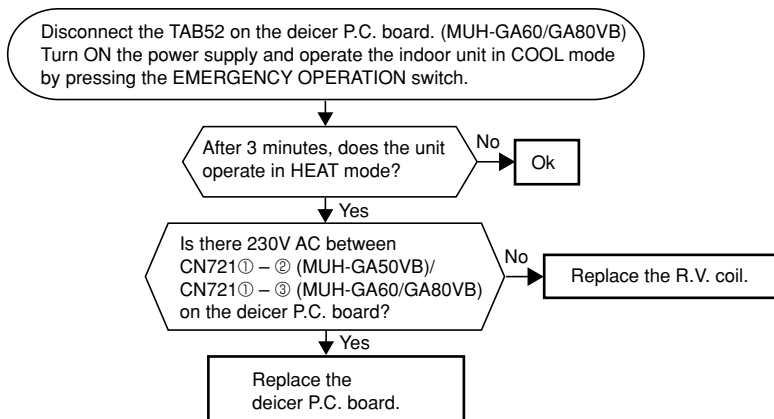 Disconnect the TAB52 on the deicer P.C. board. (MUH-GA60/GA80VB)
Turn ON the power supply and operate the indoor unit in COOL mode
by pressing the EMERGENCY OPERATION switch.
After 3 minutes, does the unit
operate in HEAT mode?
No
Ok
Yes
Is there 230V AC between
CN721① – ② (MUH-GA50VB)/
CN721① – ③ (MUH-GA60/GA80VB)
on the deicer P.C. board?
No
Replace the R.V. coil.
Yes
Replace the
deicer P.C. board.